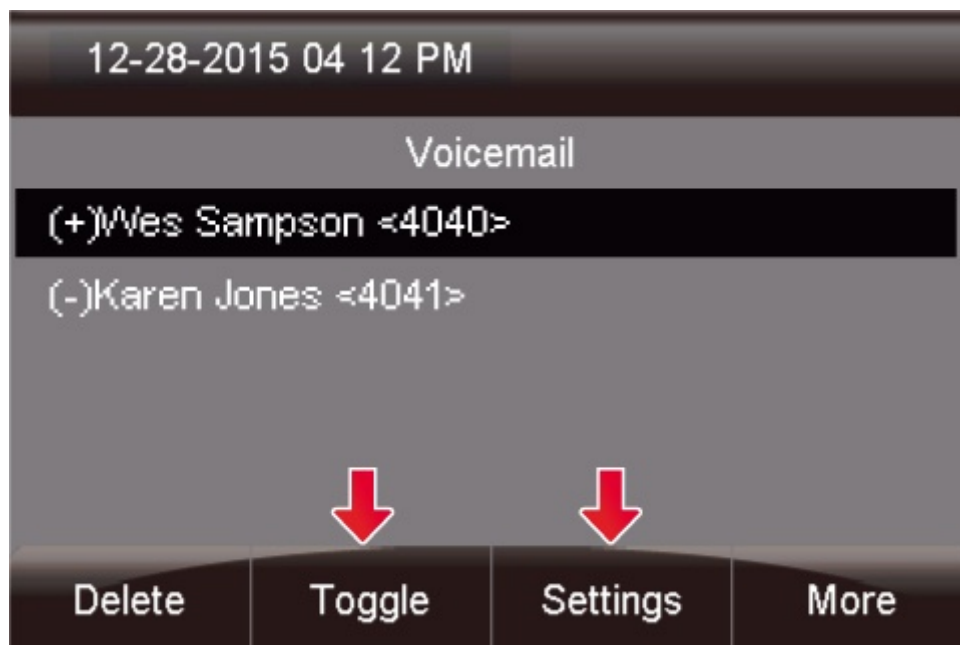 12-28-2015 04 12 PM
Voicemail
(+)Wes Sampson <4040>
(-)Karen Jones <4041>
Delete Toggle Settings More